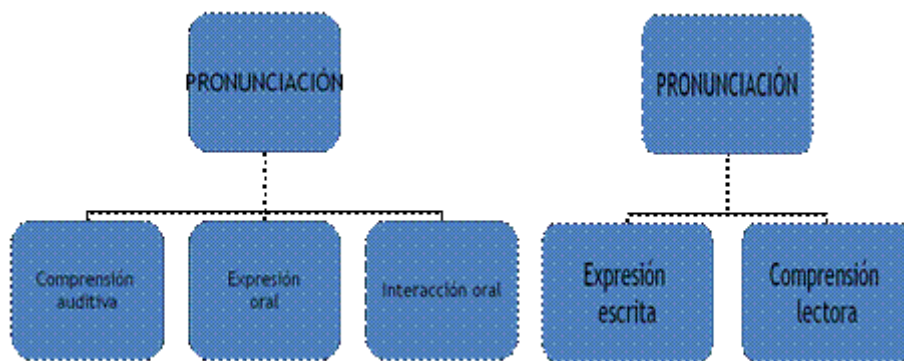 PRONUNCIACIÓN
Comprensión
auditiva
Expresión
oral
Interacción oral
PRONUNCIACIÓN
Expresión
escrita
Comprensión
lectora